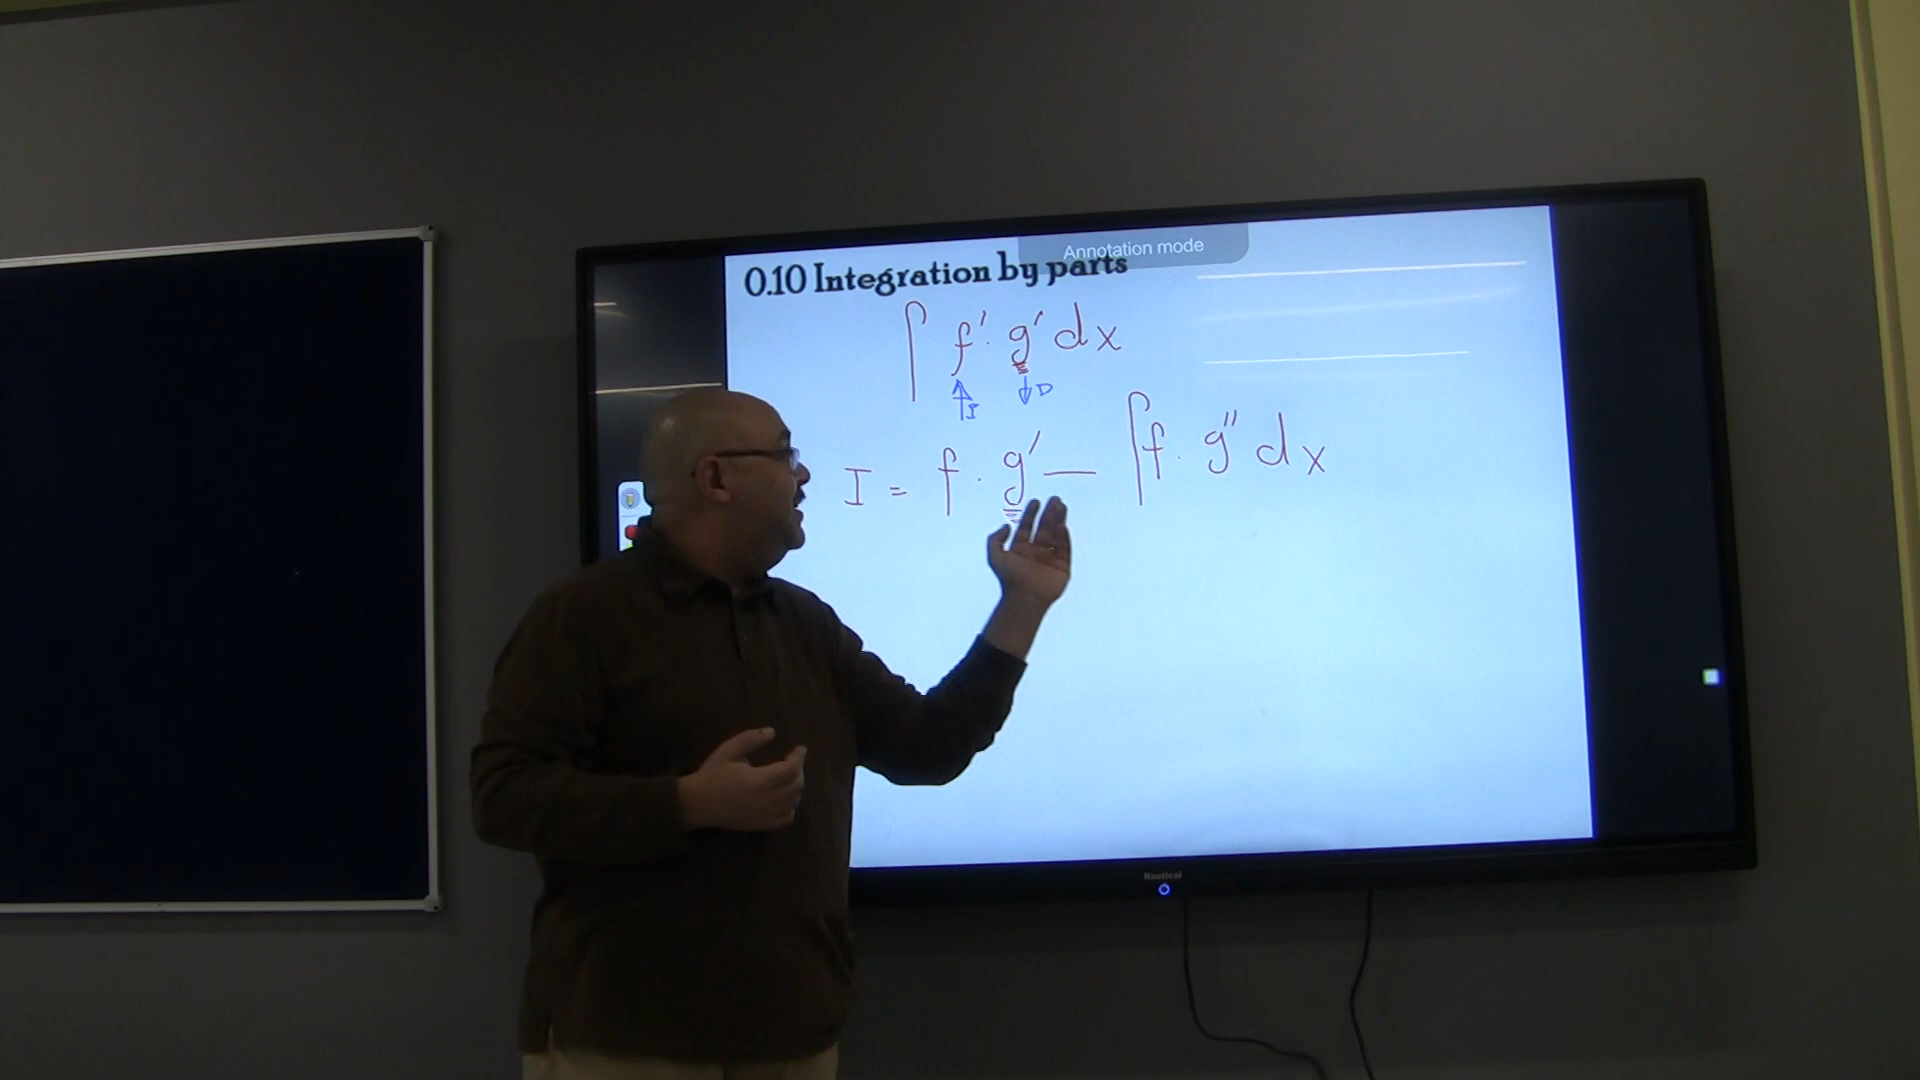 Annotation mode
0.10 Integration by parts
∫ f′ · g′ dx
↑I ↓D
I = f · g′ — ∫ f · g″ dx
Nautical